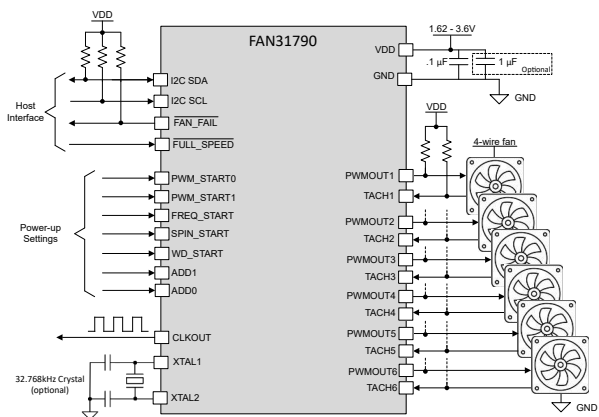 FAN31790
VDD
1.62 - 3.6V
VDD
.1 µF
1 µF
Optional
GND
GND
Host
Interface
I2C SDA
I2C SCL
FAN_FAIL
FULL_SPEED
Power-up
Settings
PWM_START0
PWM_START1
FREQ_START
SPIN_START
WD_START
ADD1
ADD0
CLKOUT
32.768kHz Crystal
(optional)
XTAL1
XTAL2
VDD
4-wire fan
PWMOUT1
TACH1
PWMOUT2
TACH2
PWMOUT3
TACH3
PWMOUT4
TACH4
PWMOUT5
TACH5
PWMOUT6
TACH6
GND